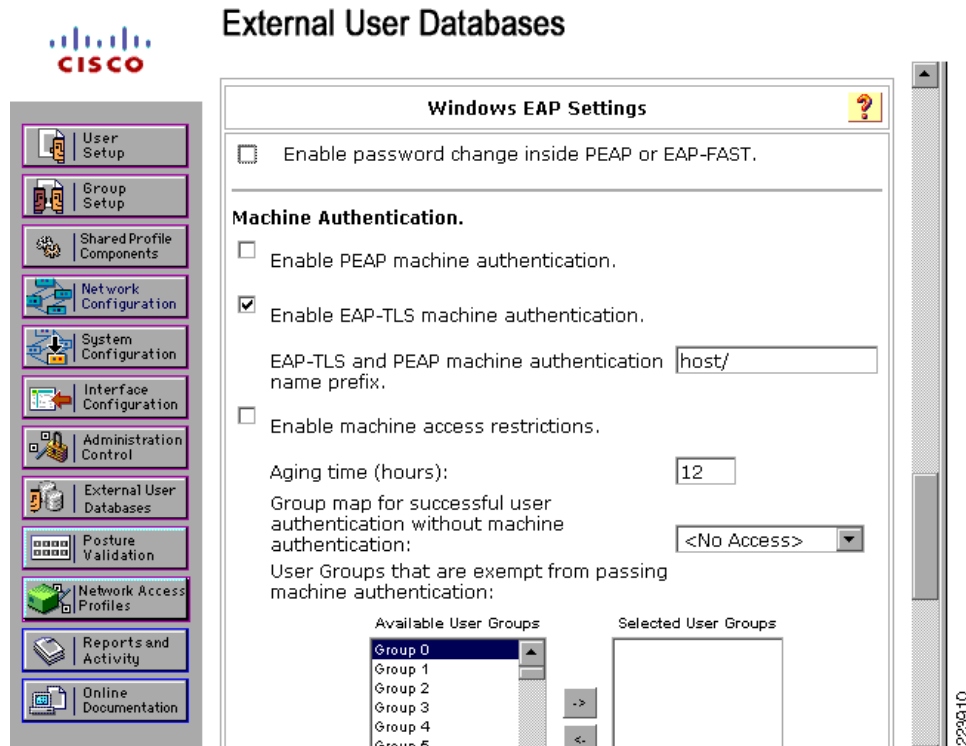 External User Databases
CISCO
User
Setup
Group
Setup
Shared Profile
Components
Network
Configuration
System
Configuration
Interface
Configuration
Administration
Control
External User
Databases
Posture
Validation
Network Access
Profiles
Reports and
Activity
Online
Documentation
Windows EAP Settings
?
Enable password change inside PEAP or EAP-FAST.
Machine Authentication.
Enable PEAP machine authentication.
Enable EAP-TLS machine authentication.
EAP-TLS and PEAP machine authentication host/
name prefix.
Enable machine access restrictions.
Aging time (hours): 12
Group map for successful user
authentication without machine
authentication: <No Access>
User Groups that are exempt from passing
machine authentication:
Available User Groups Selected User Groups
Group 0
Group 1
Group 2
Group 3
->
Group 4
<-
Group 5
223910